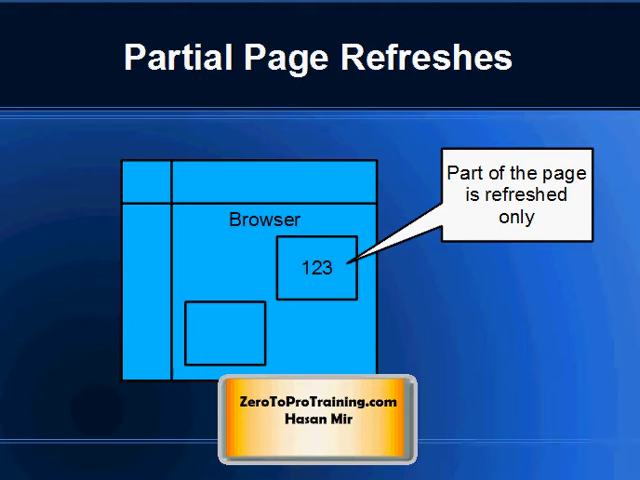 Partial Page Refreshes
Part of the page
is refreshed
only
Browser
123
ZeroToProTraining.com
Hasan Mir